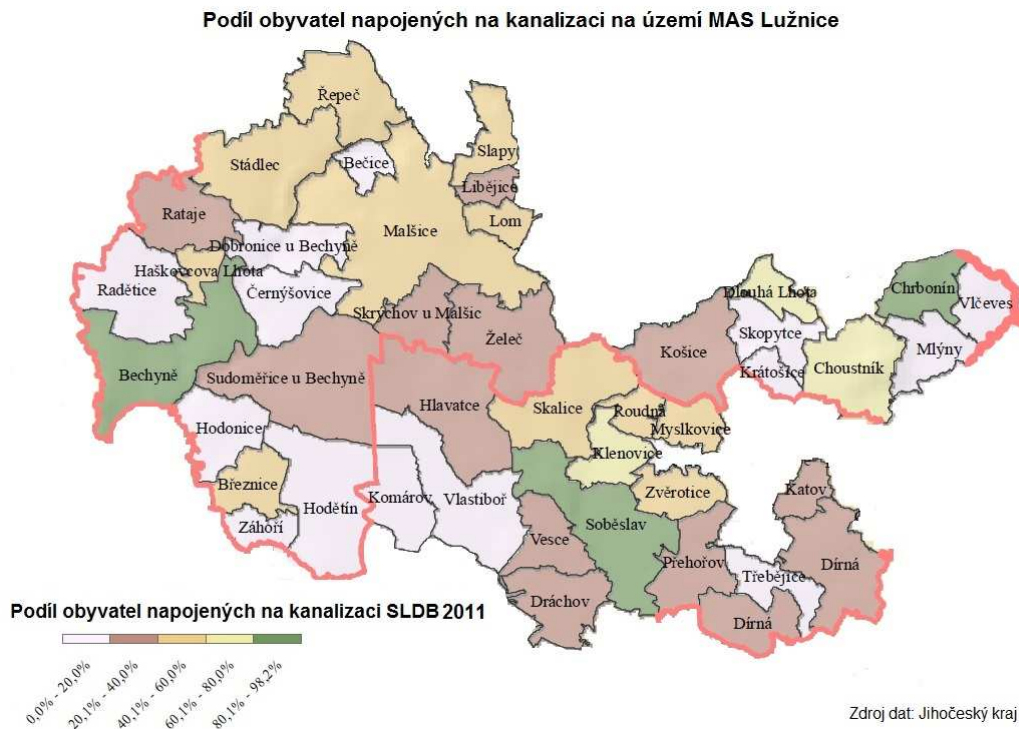 Podíl obyvatel napojených na kanalizaci na území MAS Lužnice
Řepeč
Slapy
Stádlec
Bečice
Libějice
Rataje
Lom
Malšice
Dobronice u Bechyně
Haškovcova Lhota
Radětice
Černýšovice
Dlouhá Lhota
Chrbonín
Vlčeves
Skrýchov u Malšic
Želeč
Skopytce
Mlýny
Košice
Krátošice
Choustník
Bechyně
Sudoměřice u Bechyně
Hlavatce
Skalice
Roudná
Myslkovice
Hodonice
Klenovice
Březnice
Zvěrotice
Komárov
Vlastiboř
Hodětín
Katov
Záhoří
Soběslav
Vesce
Přehořov
Dírná
Třebějice
Dráchov
Dírná
Podíl obyvatel napojených na kanalizaci SLDB 2011
0,0% - 20,0%
20,1% - 40,0%
40,1% - 60,0%
60,1% - 80,0%
80,1% - 98,2%
Zdroj dat: Jihočeský kraj